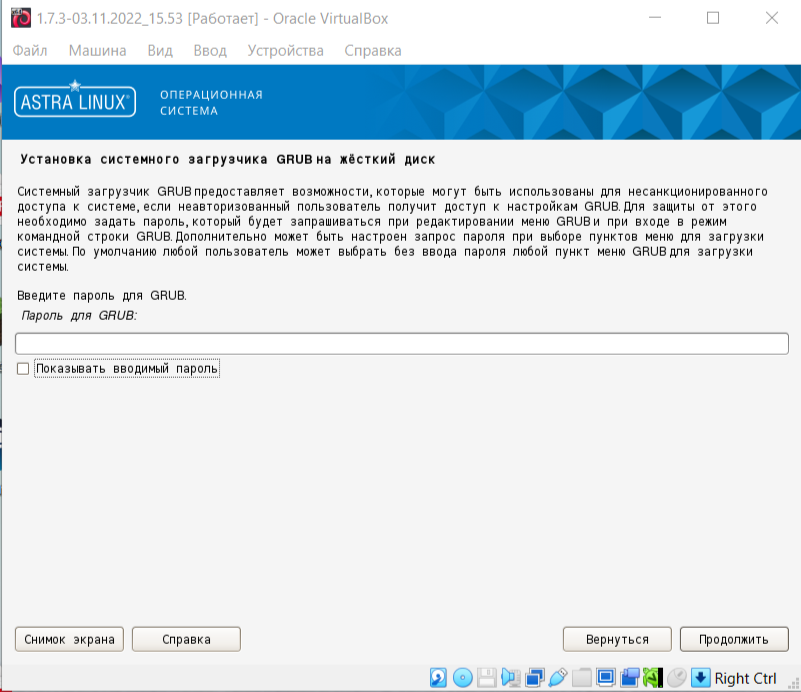 1.7.3-03.11.2022_15.53 [Работает] - Oracle VirtualBox
Файл Машина Вид Ввод Устройства Справка
ASTRA LINUX®
ОПЕРАЦИОННАЯ
СИСТЕМА
Установка системного загрузчика GRUB на жёсткий диск
Системный загрузчик GRUB предоставляет возможности, которые могут быть использованы для несанкционированного
доступа к системе, если неавторизованный пользователь получит доступ к настройкам GRUB. Для защиты от этого
необходимо задать пароль, который будет запрашиваться при редактировании меню GRUB и при входе в режим
командной строки GRUB. Дополнительно может быть настроен запрос пароля при выборе пунктов меню для загрузки
системы. По умолчанию любой пользователь может выбрать без ввода пароля любой пункт меню GRUB для загрузки
системы.
Введите пароль для GRUB.
Пароль для GRUB:
Показывать вводимый пароль
Снимок экрана Справка Вернуться Продолжить
Right Ctrl